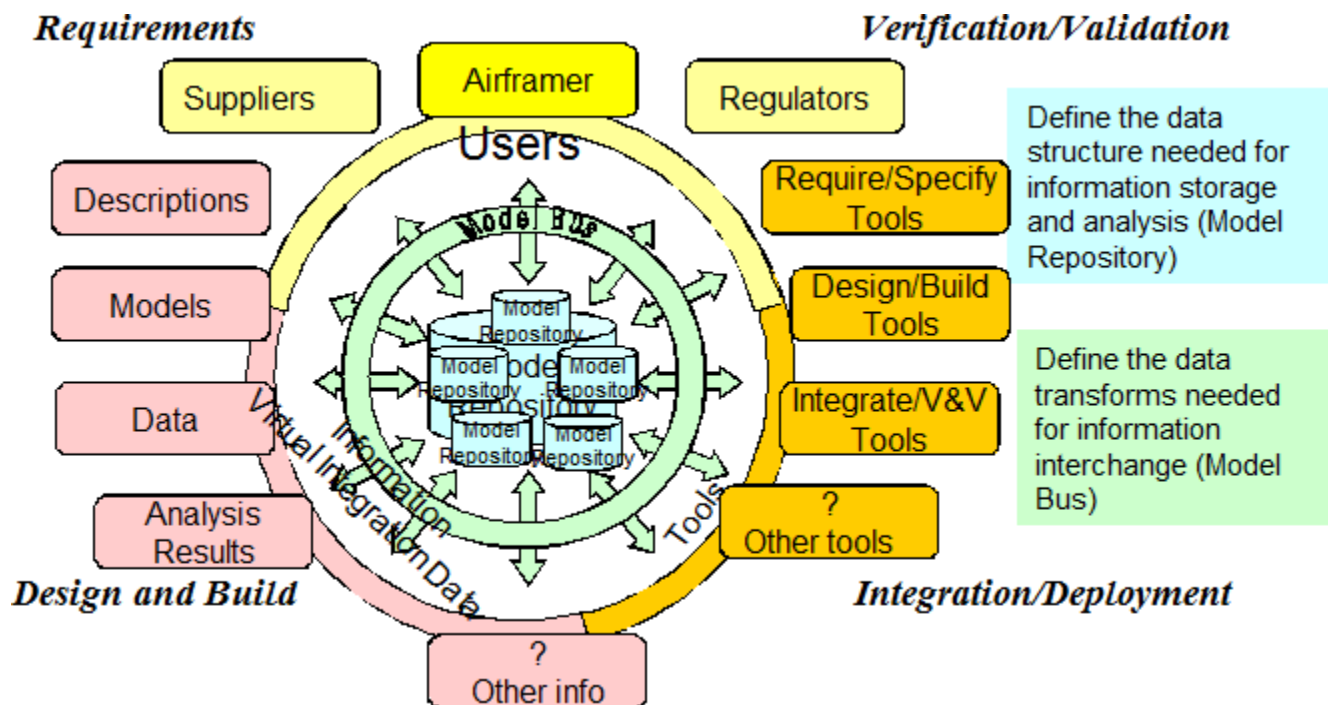 Requirements
Verification/Validation
Suppliers
Airframer
Regulators
Users
Define the data
structure needed for
information storage
and analysis (Model
Repository)
Descriptions
Require/Specify
Tools
Model Bus
Models
Design/Build
Tools
Model
Repository
Model
Repository
Model
Repository
Model
Repository
Model
Repository
Model
Repository
Define the data
transforms needed
for information
interchange (Model
Bus)
Data
Integrate/V&V
Tools
Information
Virtual Integration Data
Tools
Analysis
Results
?
Other tools
Design and Build
Integration/Deployment
?
Other info